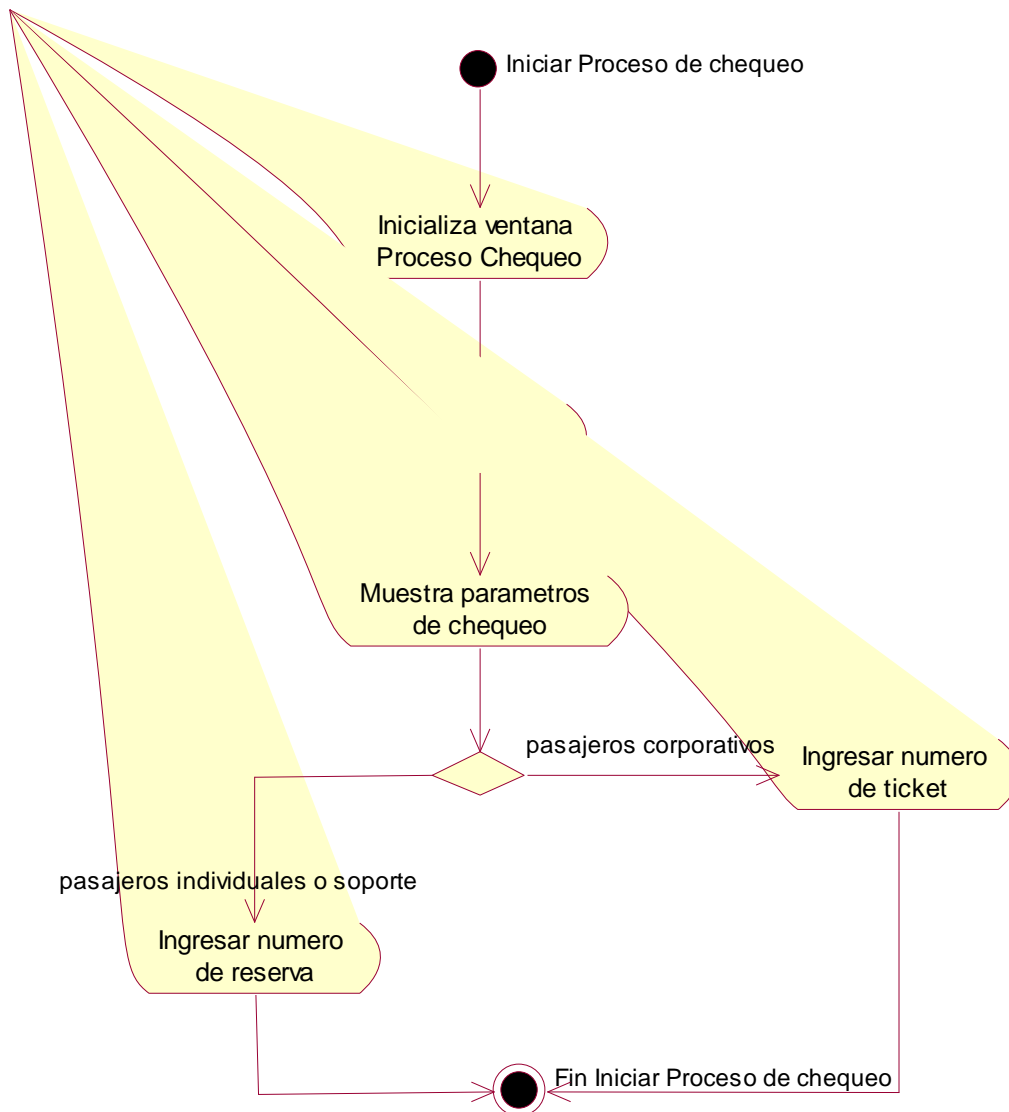 Iniciar Proceso de chequeo
Inicializa ventana
Proceso Chequeo
Muestra parametros
de chequeo
pasajeros corporativos
Ingresar numero
de ticket
pasajeros individuales o soporte
Ingresar numero
de reserva
Fin Iniciar Proceso de chequeo